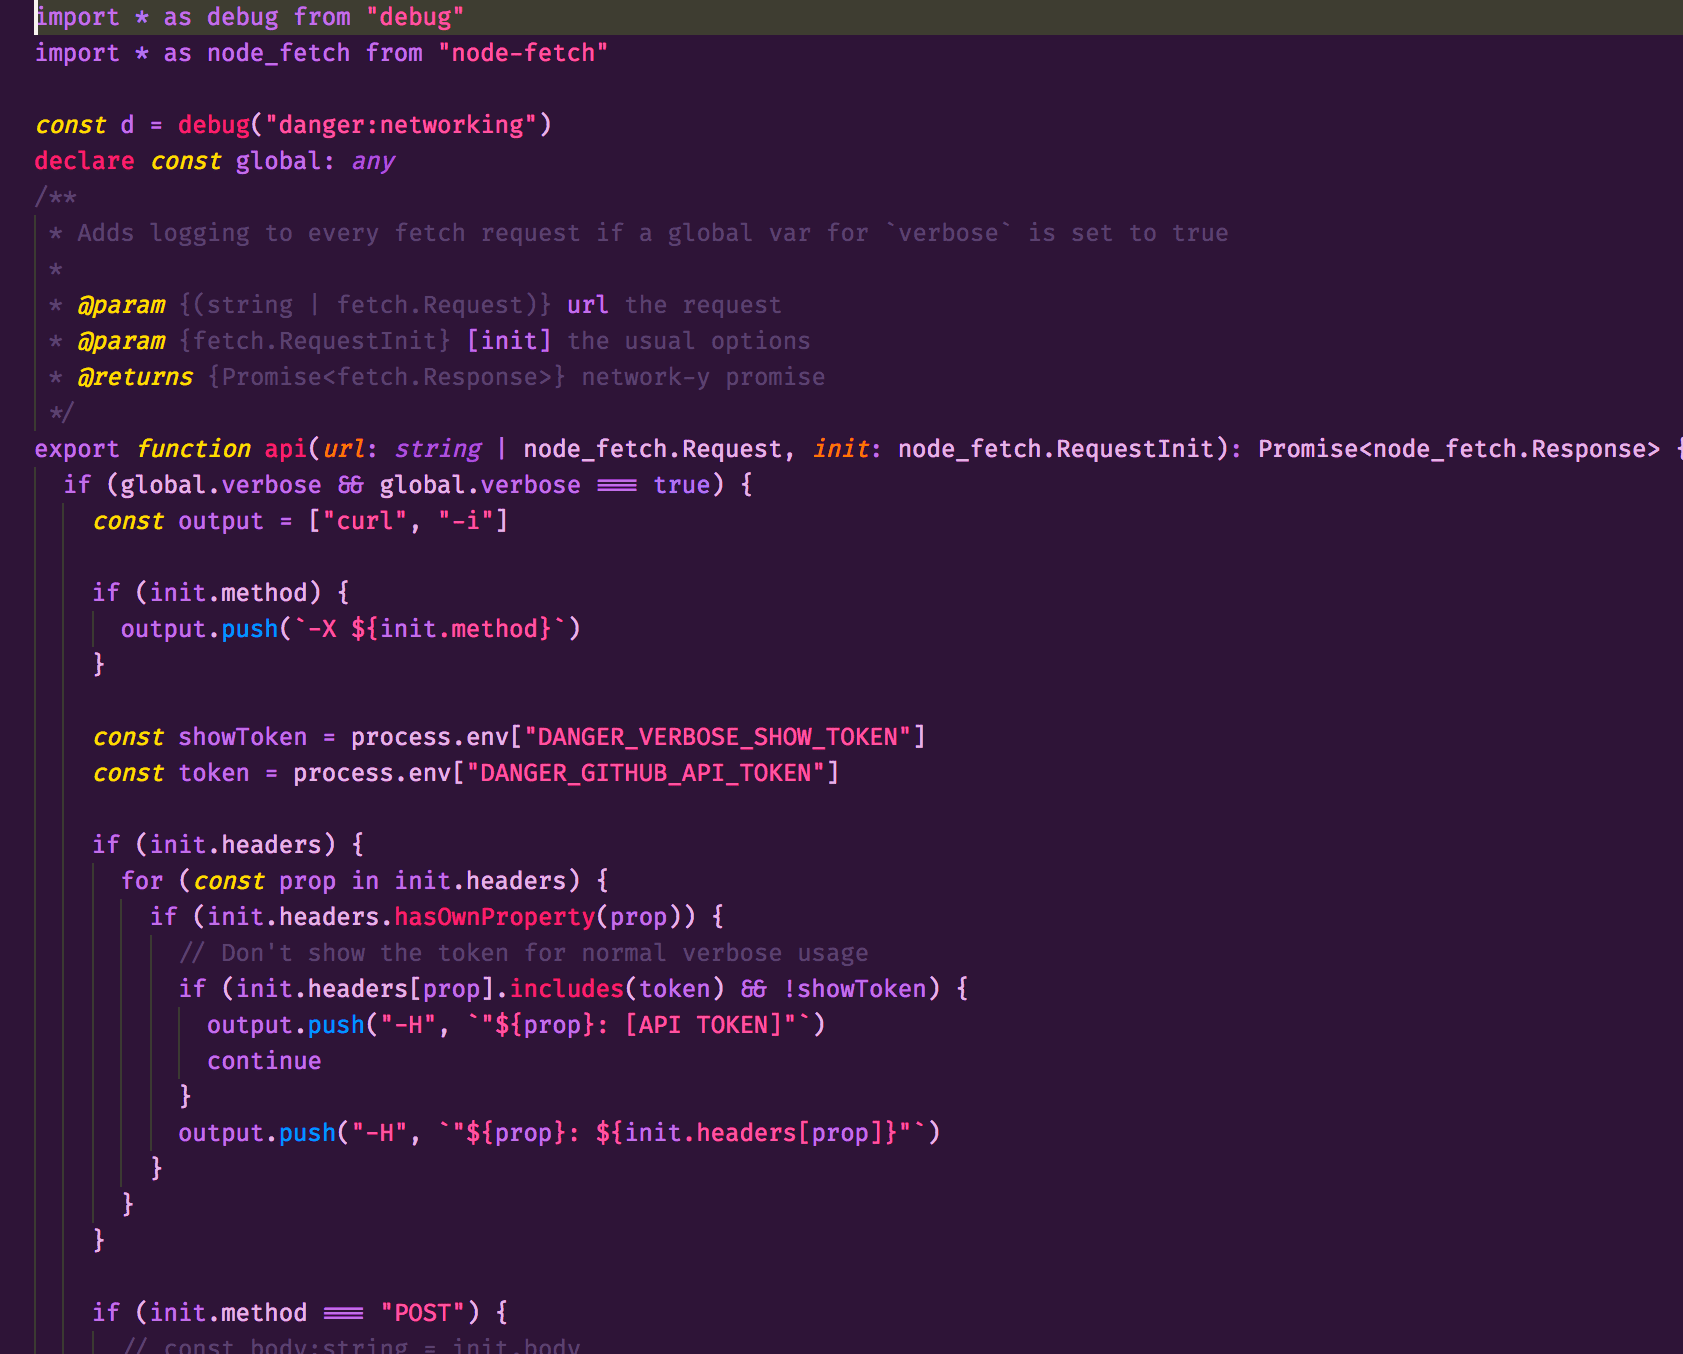 import * as debug from "debug"
import * as node_fetch from "node-fetch"
const d = debug("danger:networking")
declare const global: any
/**
 * Adds logging to every fetch request if a global var for `verbose` is set to true
 *
 * @param {(string | fetch.Request)} url the request
 * @param {fetch.RequestInit} [init] the usual options
 * @returns {Promise<fetch.Response>} network-y promise
 */
export function api(url: string | node_fetch.Request, init: node_fetch.RequestInit): Promise<node_fetch.Response> {
  if (global.verbose && global.verbose === true) {
    const output = ["curl", "-i"]
    if (init.method) {
      output.push(`-X ${init.method}`)
    }
    const showToken = process.env["DANGER_VERBOSE_SHOW_TOKEN"]
    const token = process.env["DANGER_GITHUB_API_TOKEN"]
    if (init.headers) {
      for (const prop in init.headers) {
        if (init.headers.hasOwnProperty(prop)) {
          // Don't show the token for normal verbose usage
          if (init.headers[prop].includes(token) && !showToken) {
            output.push("-H", `"${prop}: [API TOKEN]"`)
            continue
          }
          output.push("-H", `"${prop}: ${init.headers[prop]}"`)
        }
      }
    }
    if (init.method === "POST") {
      // const body:string = init.body